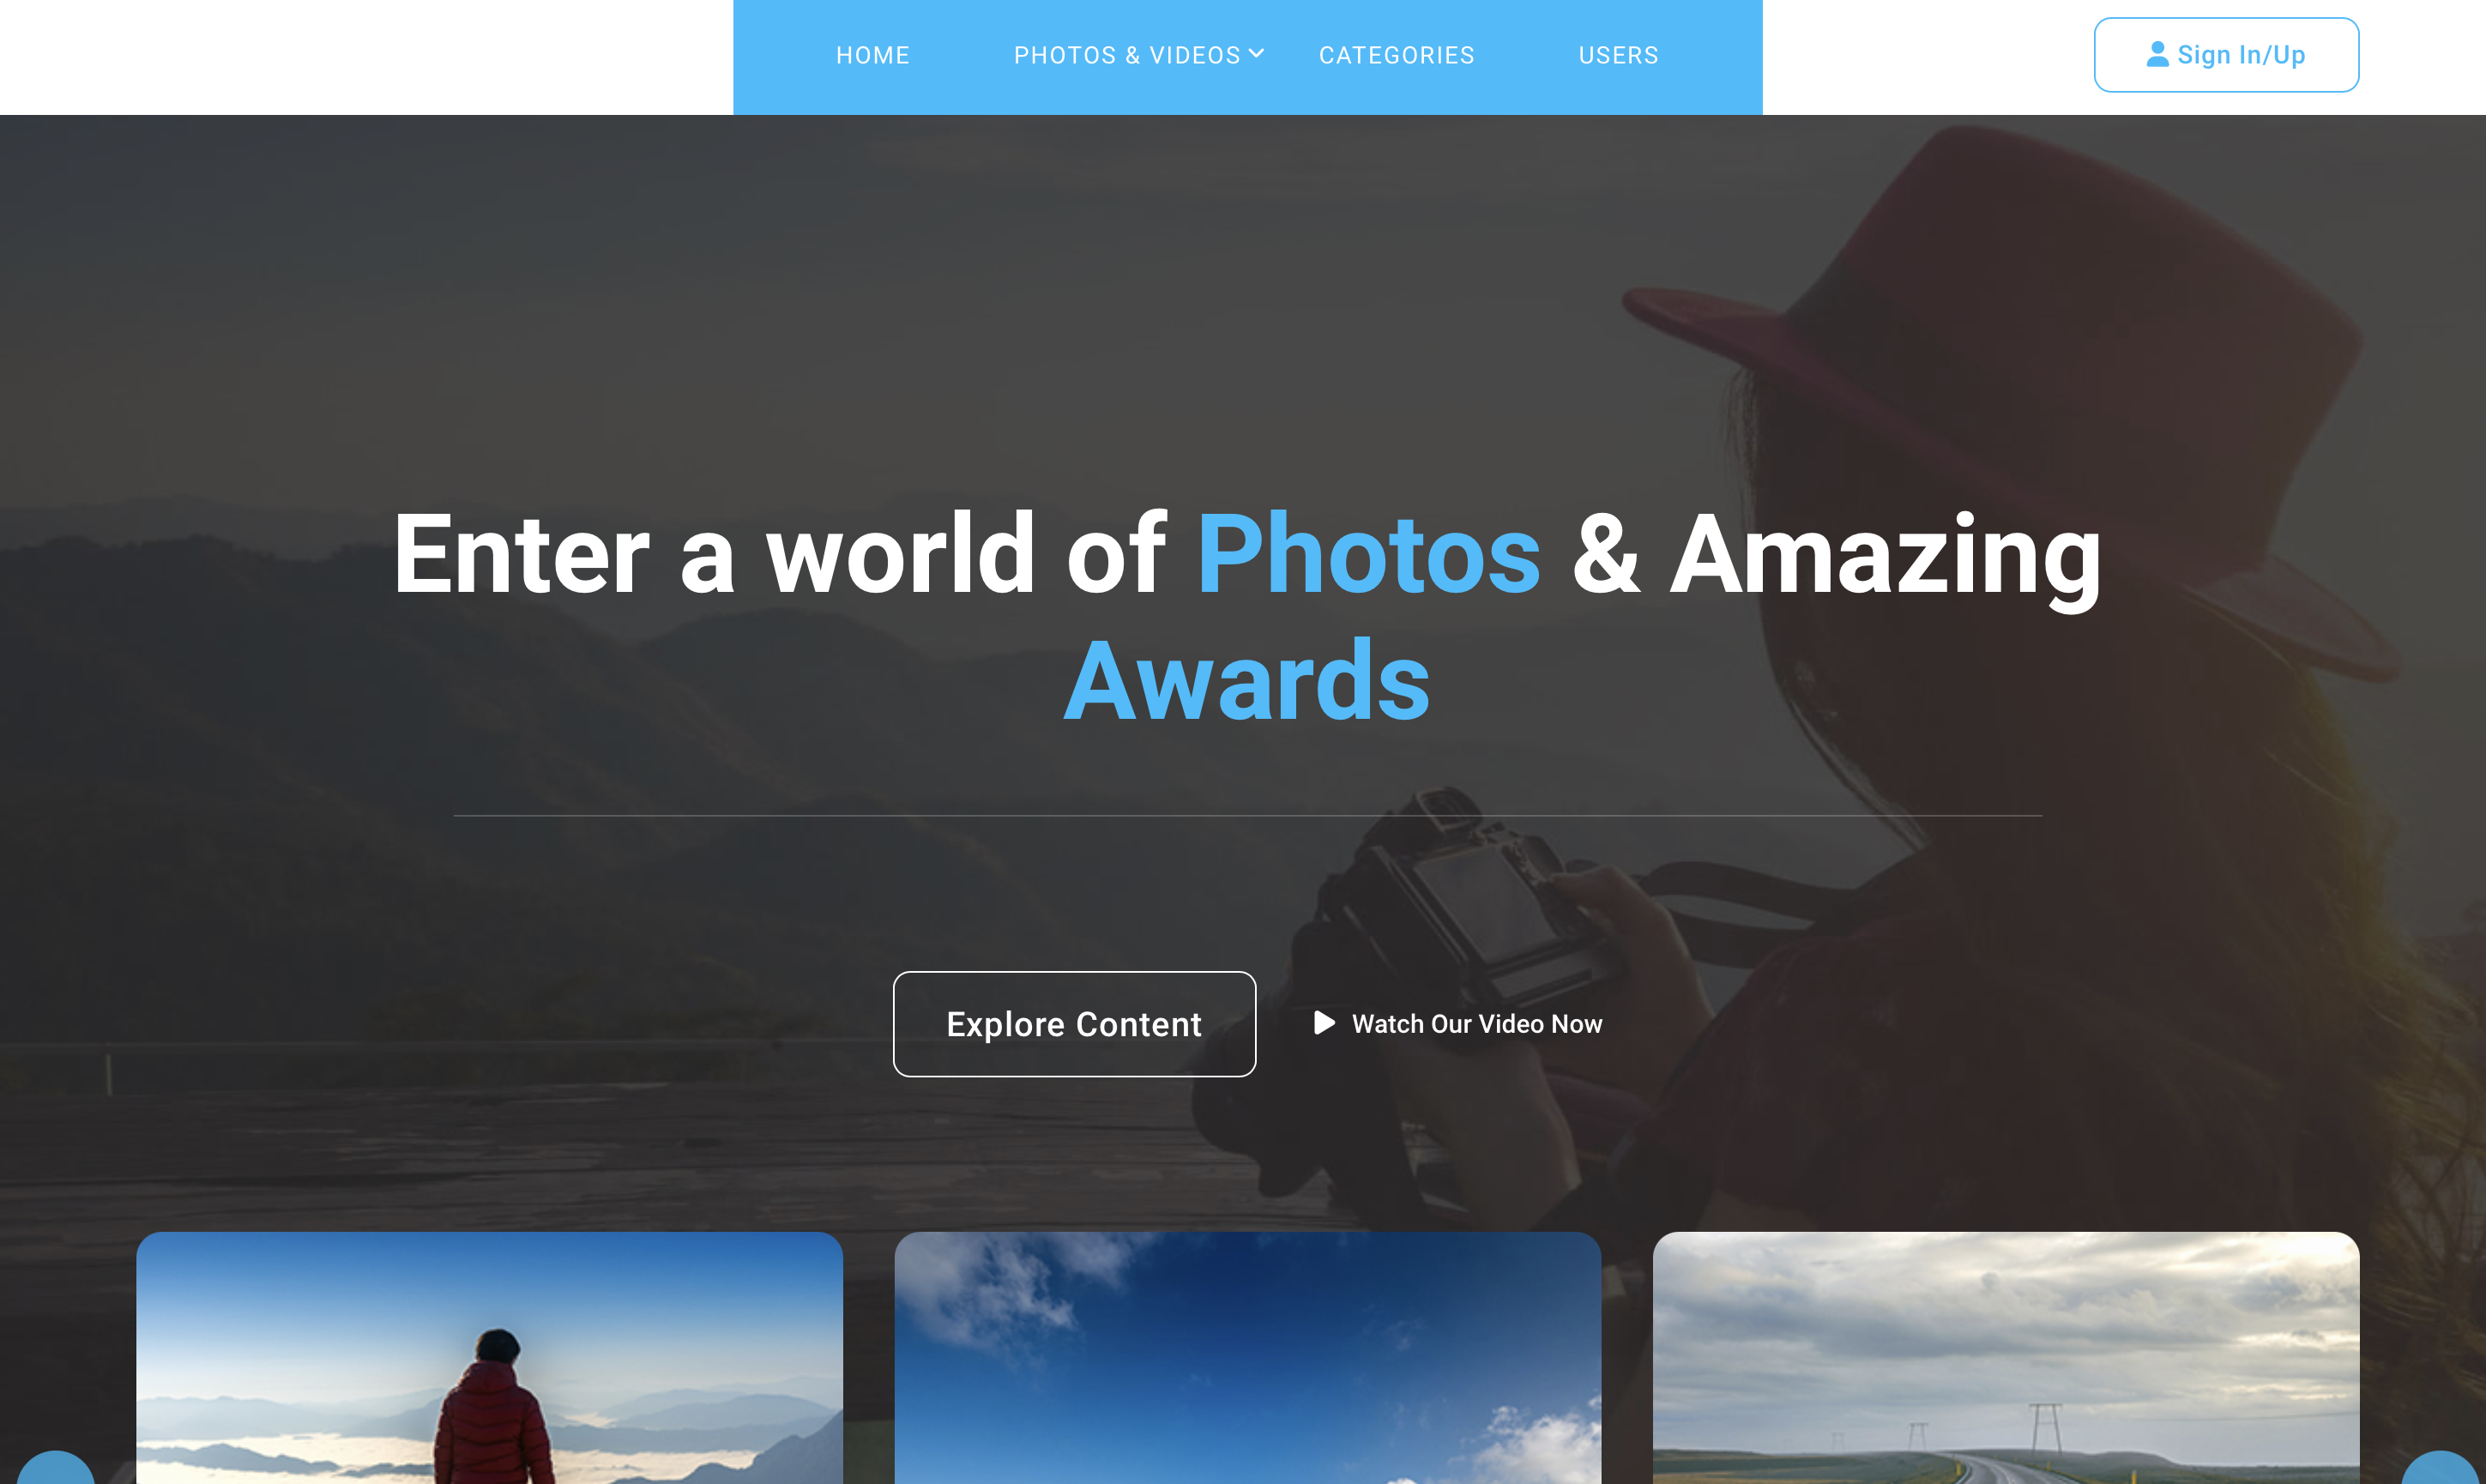 HOME PHOTOS & VIDEOS CATEGORIES USERS Sign In/Up
Enter a world of Photos & Amazing
Awards
Explore Content Watch Our Video Now